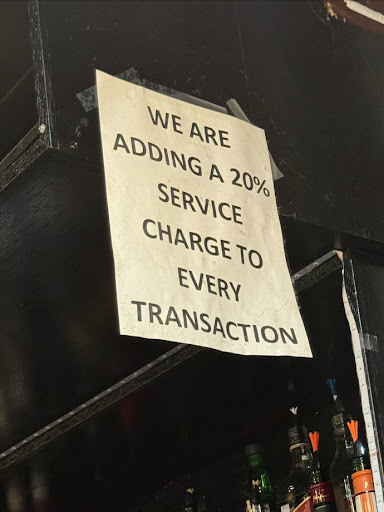 WE ARE
ADDING A 20%
SERVICE
CHARGE TO
EVERY
TRANSACTION